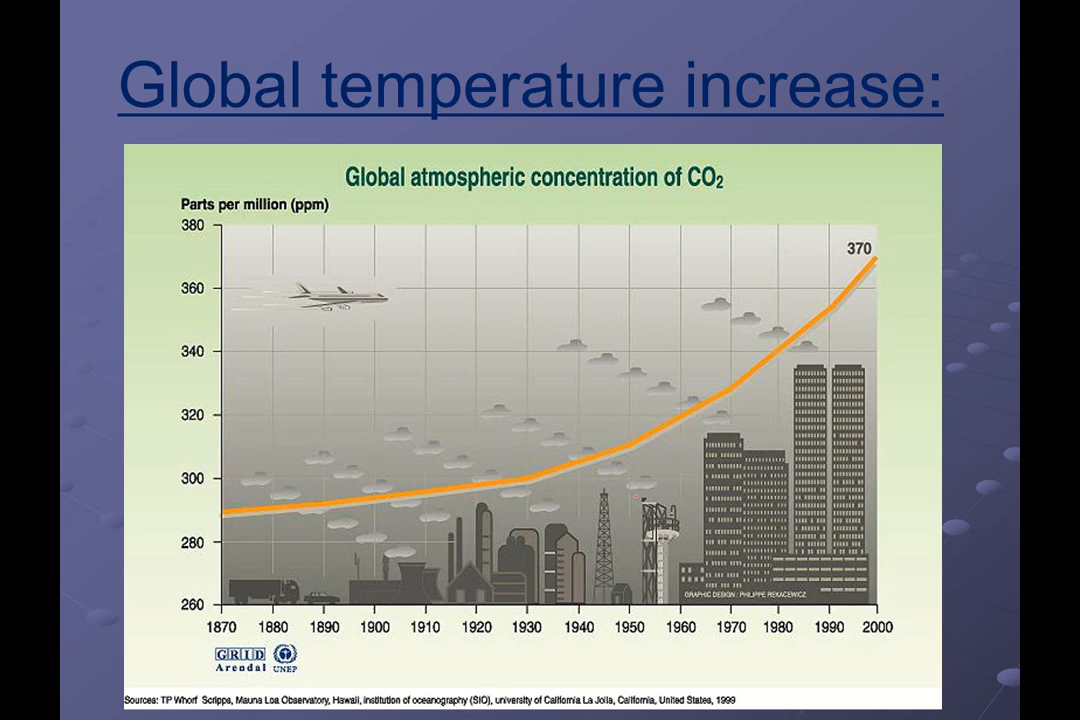 Global temperature increase:
Global atmospheric concentration of CO₂
Parts per million (ppm)
380
370
360
340
320
300
280
GRAPHIC DESIGN : PHILIPPE REKACEWICZ
260
1870 1880 1890 1900 1910 1920 1930 1940 1950 1960 1970 1980 1990 2000
GRID
Arendal UNEP
Sources: TP Whorf Scripps, Mauna Loa Observatory, Hawaii, institution of oceanography (SIO), university of California La Jolla, California, United States, 1999